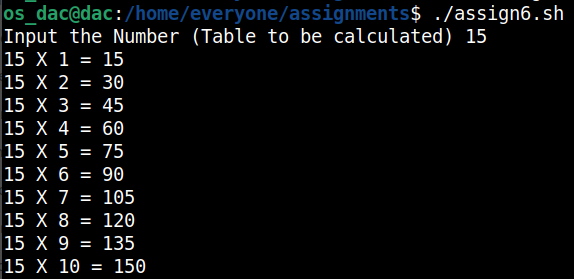 os_dac@dac:/home/everyone/assignments$ ./assign6.sh
Input the Number (Table to be calculated) 15
15 X 1 = 15
15 X 2 = 30
15 X 3 = 45
15 X 4 = 60
15 X 5 = 75
15 X 6 = 90
15 X 7 = 105
15 X 8 = 120
15 X 9 = 135
15 X 10 = 150